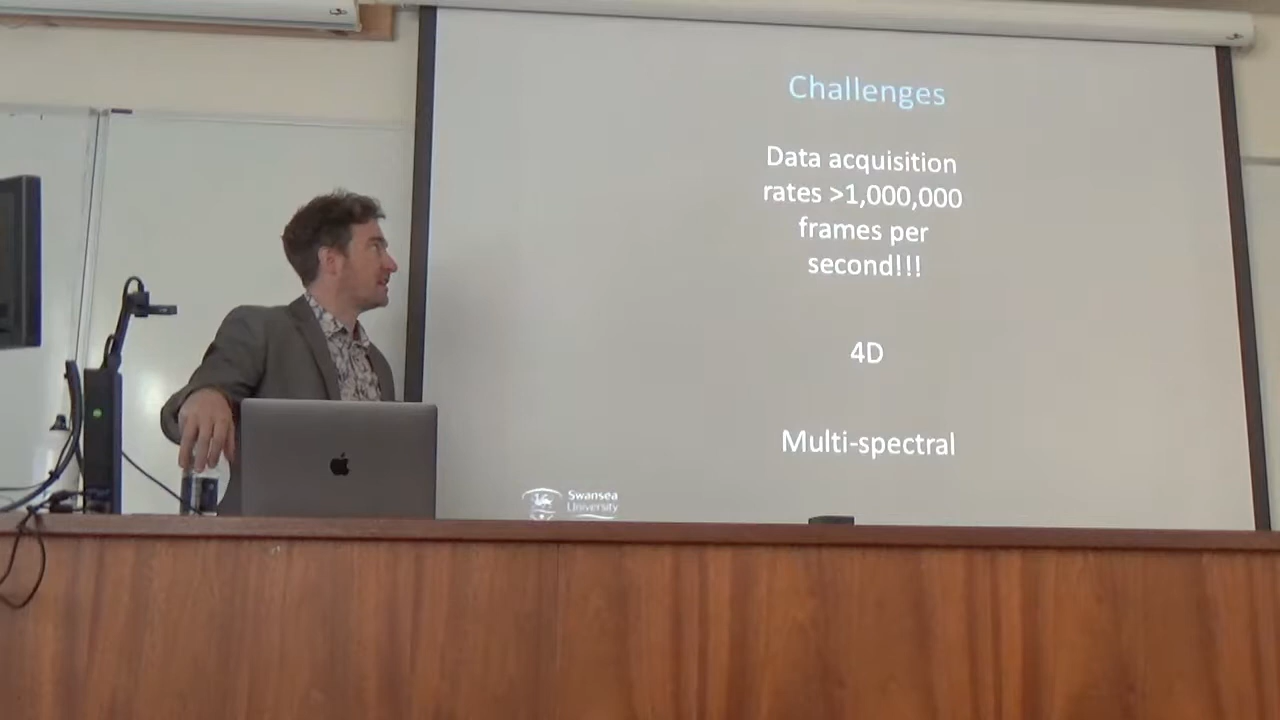 Challenges
Data acquisition
rates >1,000,000
frames per
second!!!
4D
Multi-spectral
Swansea
University